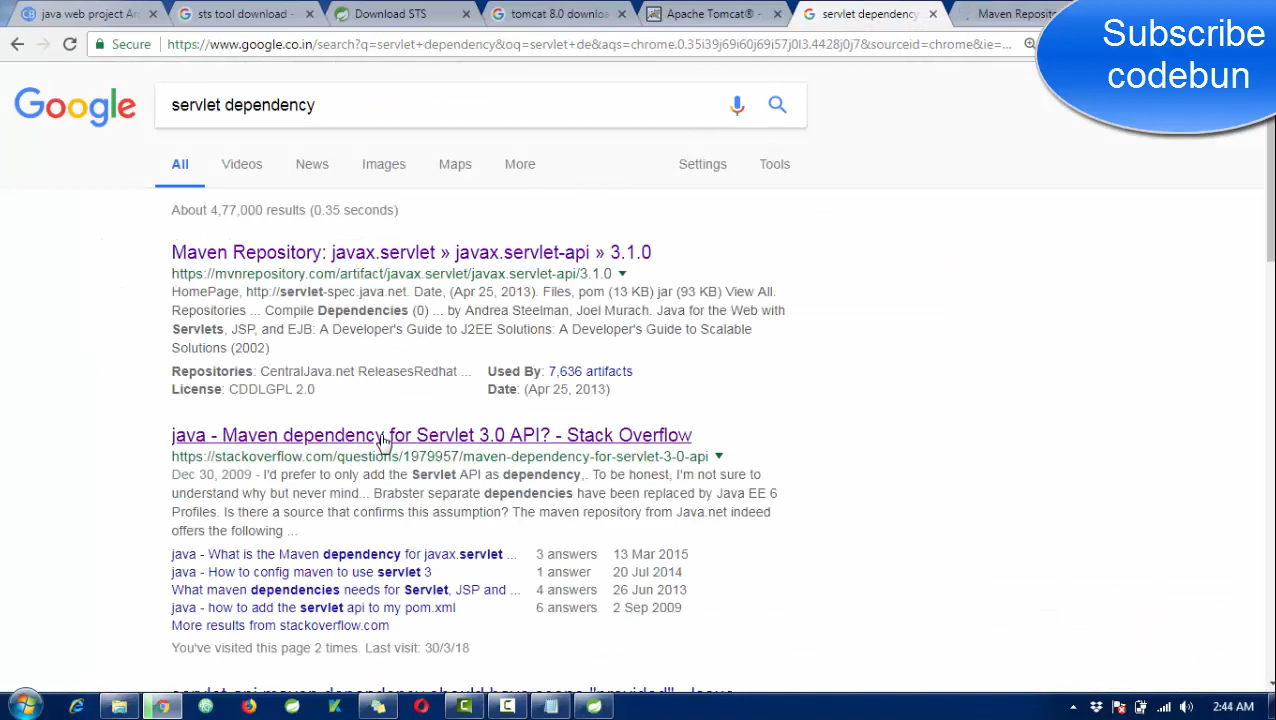 java web project Ar
sts tool download -
Download STS
tomcat 8.0 downloa
Apache Tomcat® -
servlet dependency
Maven Reposit
Subscribe
codebun
Secure
https://www.google.co.in/search?q=servlet+dependency&oq=servlet+de&aqs=chrome.0.35i39j69i60j69i57j0l3.4428j0j7&sourceid=chrome&ie=...
Google
servlet dependency
All Videos News Images Maps More Settings Tools
About 4,77,000 results (0.35 seconds)
Maven Repository: javax.servlet » javax.servlet-api » 3.1.0
https://mvnrepository.com/artifact/javax.servlet/javax.servlet-api/3.1.0
HomePage, http://servlet-spec.java.net. Date, (Apr 25, 2013). Files, pom (13 KB) jar (93 KB) View All.
Repositories ... Compile Dependencies (0) ... by Andrea Steelman, Joel Murach. Java for the Web with
Servlets, JSP, and EJB: A Developer's Guide to J2EE Solutions: A Developer's Guide to Scalable
Solutions (2002)
Repositories: CentralJava.net ReleasesRedhat ... Used By: 7,636 artifacts
License: CDDLGPL 2.0 Date: (Apr 25, 2013)
java - Maven dependency for Servlet 3.0 API? - Stack Overflow
https://stackoverflow.com/questions/1979957/maven-dependency-for-servlet-3-0-api
Dec 30, 2009 - I'd prefer to only add the Servlet API as dependency,. To be honest, I'm not sure to
understand why but never mind... Brabster separate dependencies have been replaced by Java EE 6
Profiles. Is there a source that confirms this assumption? The maven repository from Java.net indeed
offers the following ...
java - What is the Maven dependency for javax.servlet ... 3 answers 13 Mar 2015
java - How to config maven to use servlet 3 1 answer 20 Jul 2014
What maven dependencies needs for Servlet, JSP and ... 4 answers 26 Jun 2013
java - how to add the servlet api to my pom.xml 6 answers 2 Sep 2009
More results from stackoverflow.com
You've visited this page 2 times. Last visit: 30/3/18
servlet-api maven dependency should have scope "provided" · Issue
2:44 AM